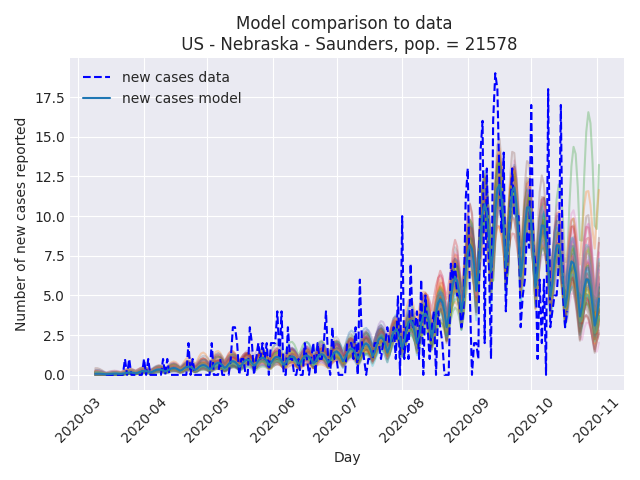 Model comparison to data
US - Nebraska - Saunders, pop. = 21578
new cases data
new cases model
Number of new cases reported
17.5
15.0
12.5
10.0
7.5
5.0
2.5
0.0
2020-03
2020-04
2020-05
2020-06
2020-07
2020-08
2020-09
2020-10
2020-11
Day